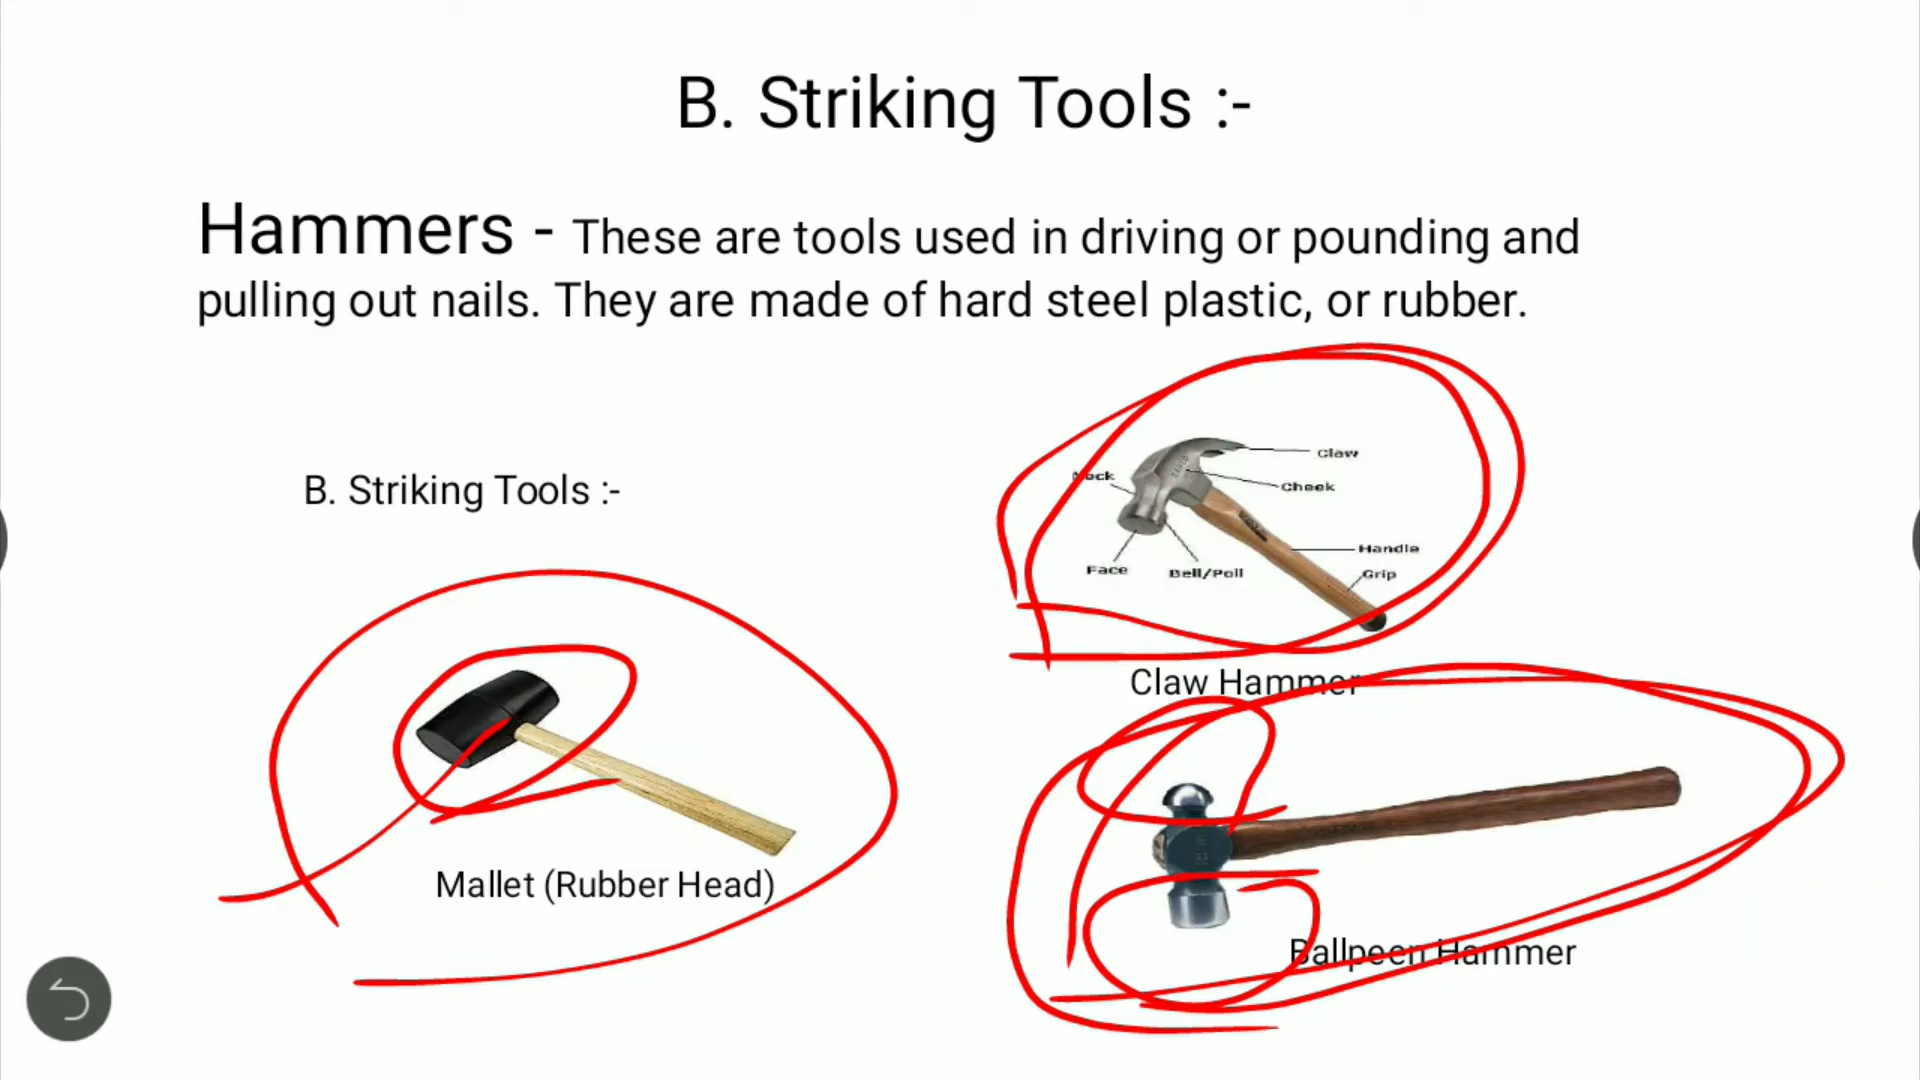 B. Striking Tools :-
Hammers - These are tools used in driving or pounding and
pulling out nails. They are made of hard steel plastic, or rubber.
B. Striking Tools :-
Claw
Neck
Cheek
Handle
Face
Bell/Poll
Grip
Claw Hammer
Mallet (Rubber Head)
Ballpeen Hammer